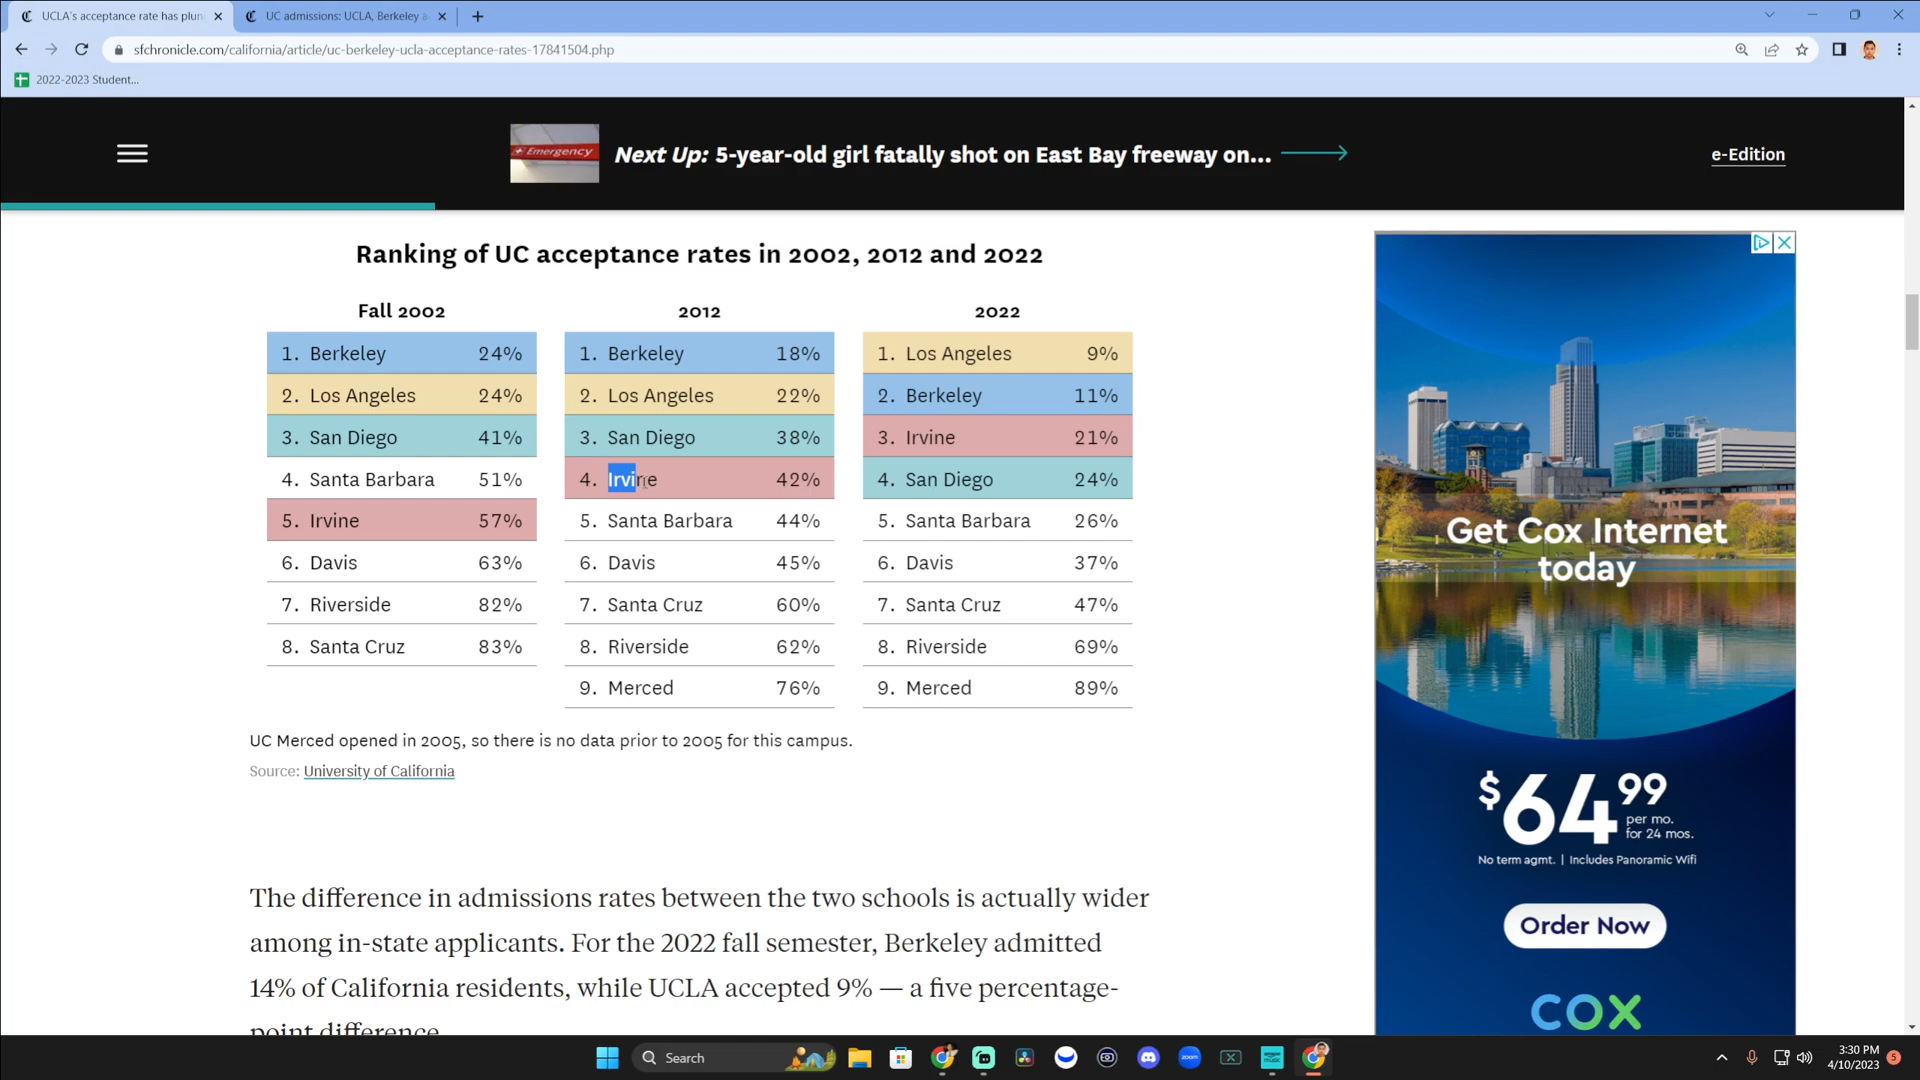 UCLA's acceptance rate has plun
UC admissions: UCLA, Berkeley a
sfchronicle.com/california/article/uc-berkeley-ucla-acceptance-rates-17841504.php
2022-2023 Student...
Emergency
Next Up: 5-year-old girl fatally shot on East Bay freeway on...
e-Edition
Ranking of UC acceptance rates in 2002, 2012 and 2022
Fall 2002
1. Berkeley 24%
2. Los Angeles 24%
3. San Diego 41%
4. Santa Barbara 51%
5. Irvine 57%
6. Davis 63%
7. Riverside 82%
8. Santa Cruz 83%
2012
1. Berkeley 18%
2. Los Angeles 22%
3. San Diego 38%
4. Irvine 42%
5. Santa Barbara 44%
6. Davis 45%
7. Santa Cruz 60%
8. Riverside 62%
9. Merced 76%
2022
1. Los Angeles 9%
2. Berkeley 11%
3. Irvine 21%
4. San Diego 24%
5. Santa Barbara 26%
6. Davis 37%
7. Santa Cruz 47%
8. Riverside 69%
9. Merced 89%
UC Merced opened in 2005, so there is no data prior to 2005 for this campus.
Source: University of California
The difference in admissions rates between the two schools is actually wider
among in-state applicants. For the 2022 fall semester, Berkeley admitted
14% of California residents, while UCLA accepted 9% — a five percentage-
point difference.
Get Cox Internet
today
$64.99
per mo.
for 24 mos.
No term agmt. | Includes Panoramic Wifi
Order Now
COX
Search
zoom
music
3:30 PM
4/10/2023
5